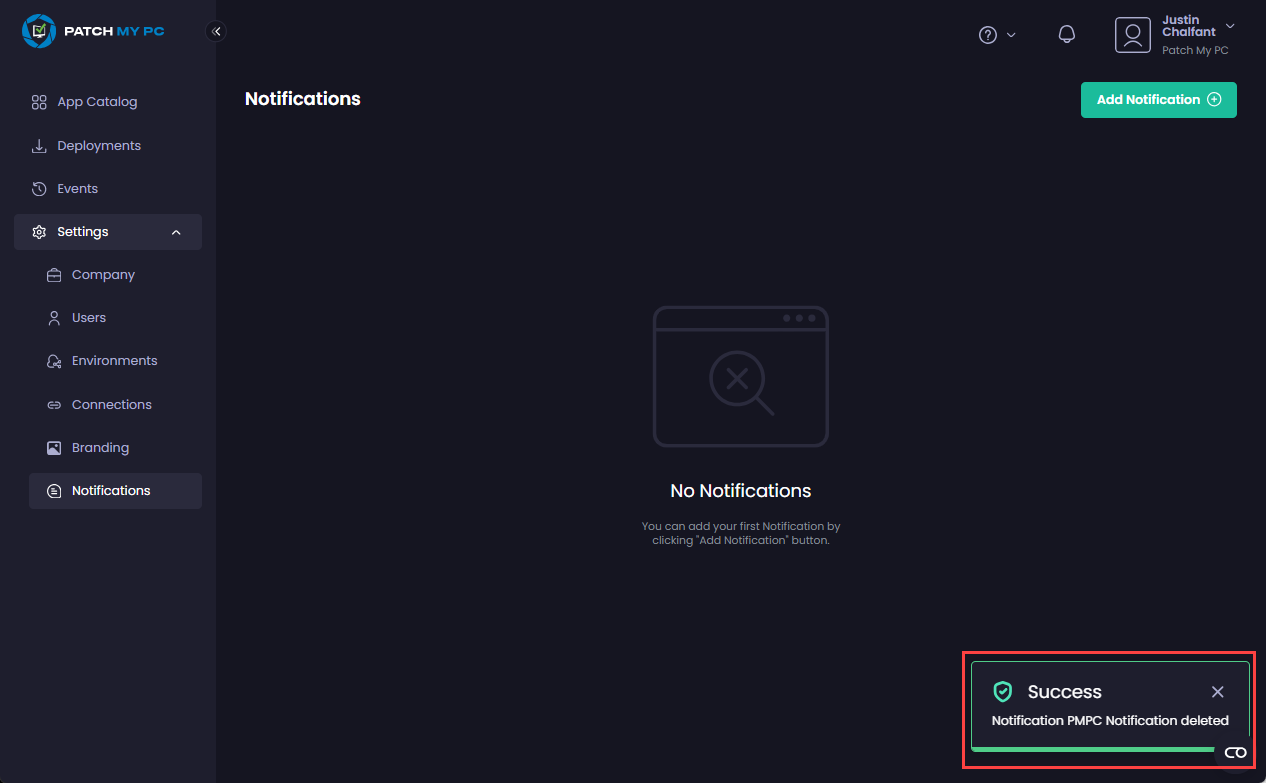 PATCH MY PC
App Catalog
Deployments
Events
Settings
Company
Users
Environments
Connections
Branding
Notifications
Justin
Chalfant
Patch My PC
Notifications
Add Notification
No Notifications
You can add your first Notification by
clicking "Add Notification" button.
Success
Notification PMPC Notification deleted